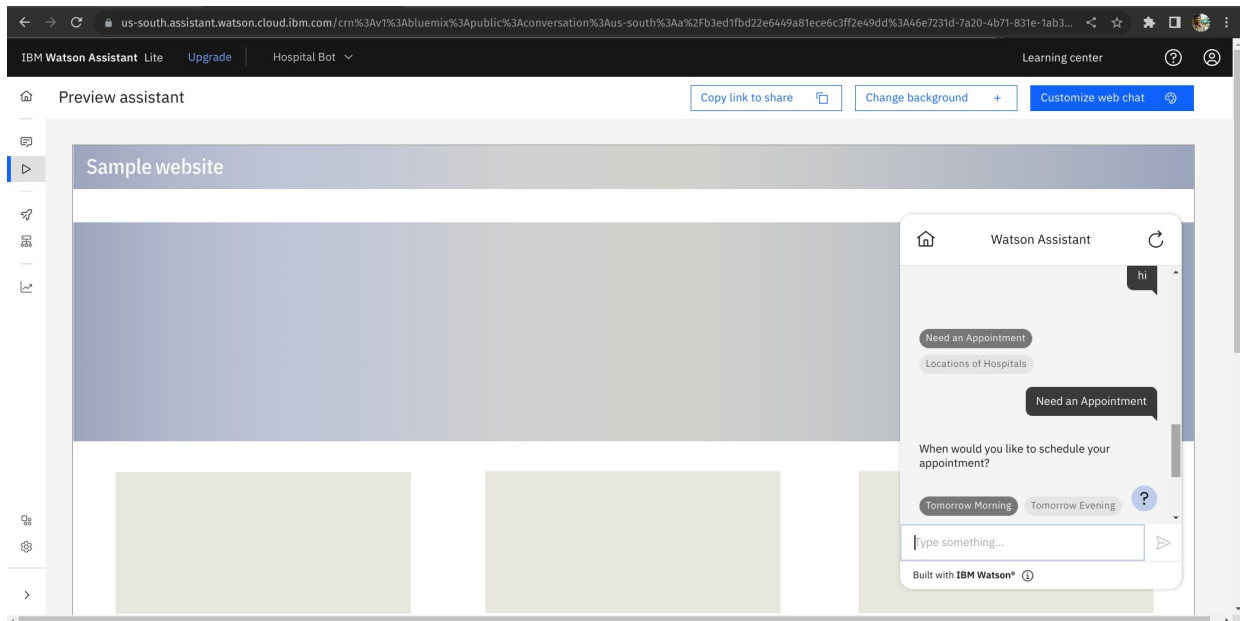 us-south.assistant.watson.cloud.ibm.com/crn%3Av1%3Abluemix%3Apublic%3Aconversation%3Aus-south%3Aa%2Fb3ed1fbd22e6449a81ece6c3ff2e49dd%3A46e7231d-7a20-4b71-831e-1ab3...
IBM Watson Assistant Lite Upgrade Hospital Bot Learning center
Preview assistant Copy link to share Change background + Customize web chat
Sample website
Watson Assistant
hi
Need an Appointment
Locations of Hospitals
Need an Appointment
When would you like to schedule your
appointment?
Tomorrow Morning Tomorrow Evening ?
Type something...
Built with IBM Watson®